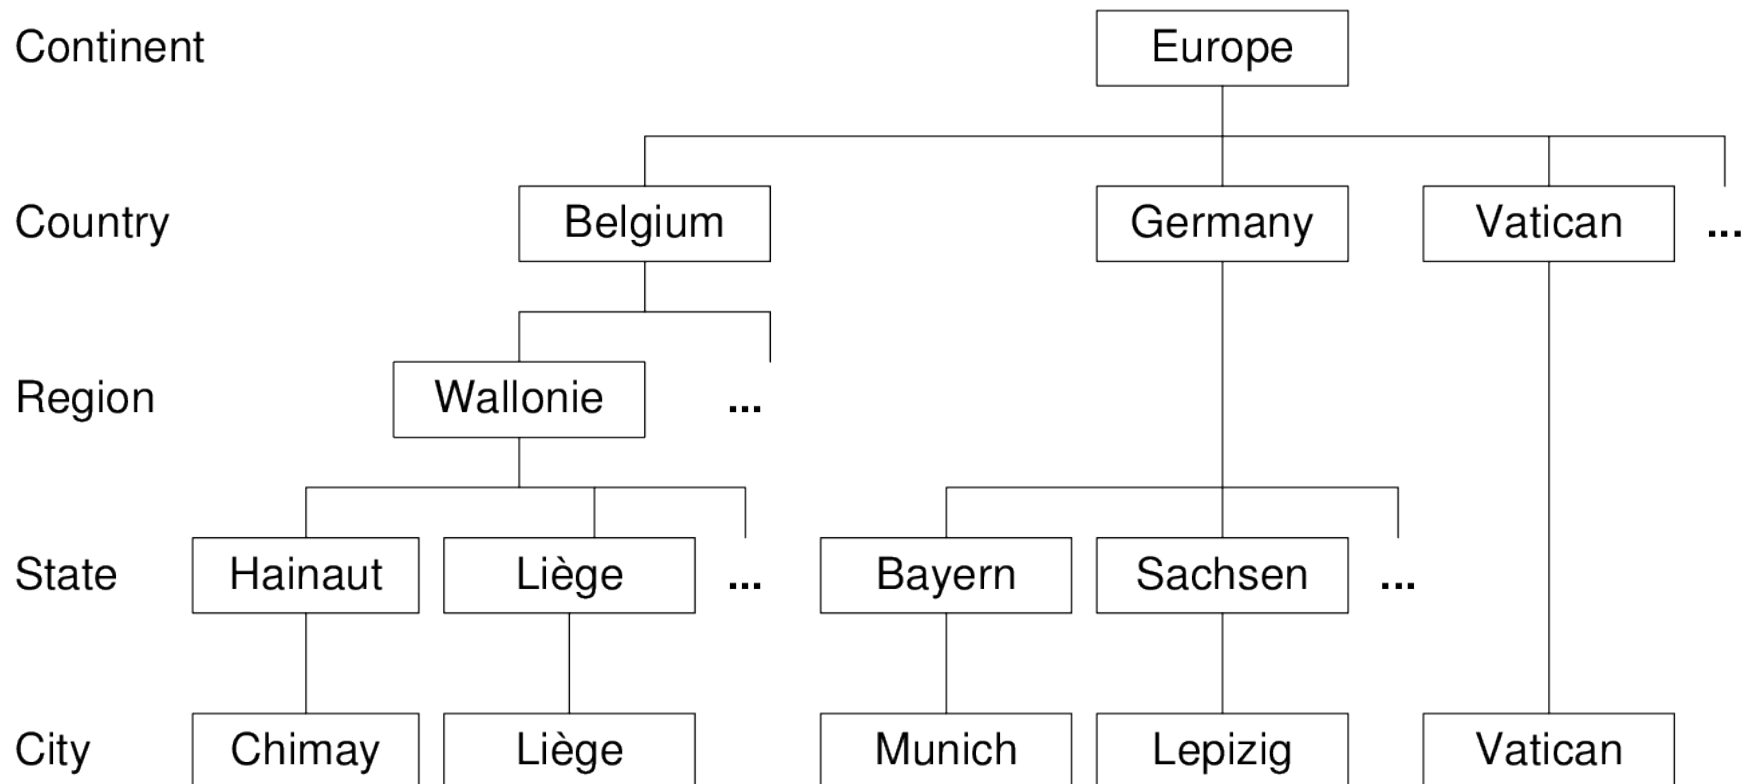 Continent Europe
Country Belgium Germany Vatican ...
Region Wallonie ...
State Hainaut Liège ... Bayern Sachsen ...
City Chimay Liège Munich Lepizig Vatican